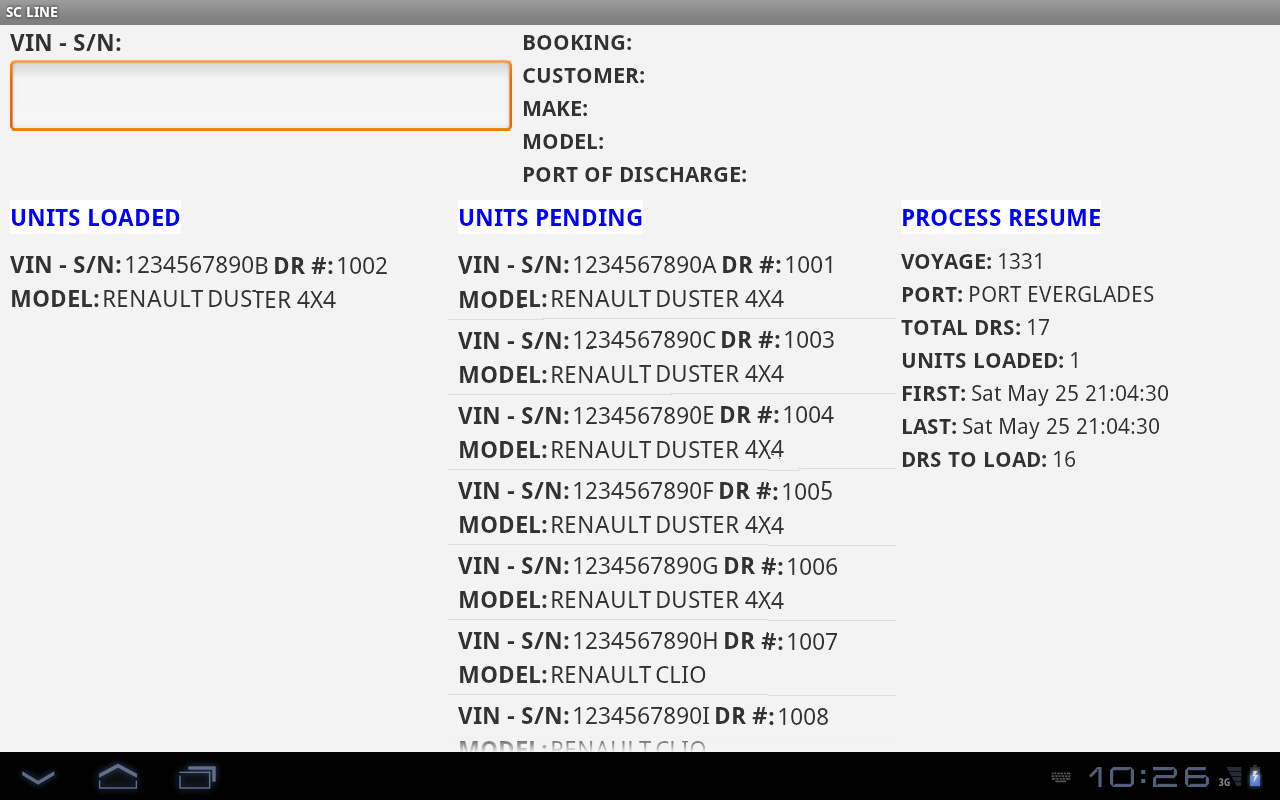 SC LINE
VIN - S/N:
BOOKING:
CUSTOMER:
MAKE:
MODEL:
PORT OF DISCHARGE:
UNITS LOADED
VIN - S/N: 1234567890B DR #: 1002
MODEL: RENAULT DUSTER 4X4
UNITS PENDING
VIN - S/N: 1234567890A DR #: 1001
MODEL: RENAULT DUSTER 4X4
VIN - S/N: 1234567890C DR #: 1003
MODEL: RENAULT DUSTER 4X4
VIN - S/N: 1234567890E DR #: 1004
MODEL: RENAULT DUSTER 4X4
VIN - S/N: 1234567890F DR #: 1005
MODEL: RENAULT DUSTER 4X4
VIN - S/N: 1234567890G DR #: 1006
MODEL: RENAULT DUSTER 4X4
VIN - S/N: 1234567890H DR #: 1007
MODEL: RENAULT CLIO
VIN - S/N: 1234567890I DR #: 1008
MODEL: RENAULT CLIO
PROCESS RESUME
VOYAGE: 1331
PORT: PORT EVERGLADES
TOTAL DRS: 17
UNITS LOADED: 1
FIRST: Sat May 25 21:04:30
LAST: Sat May 25 21:04:30
DRS TO LOAD: 16
10:26
3G